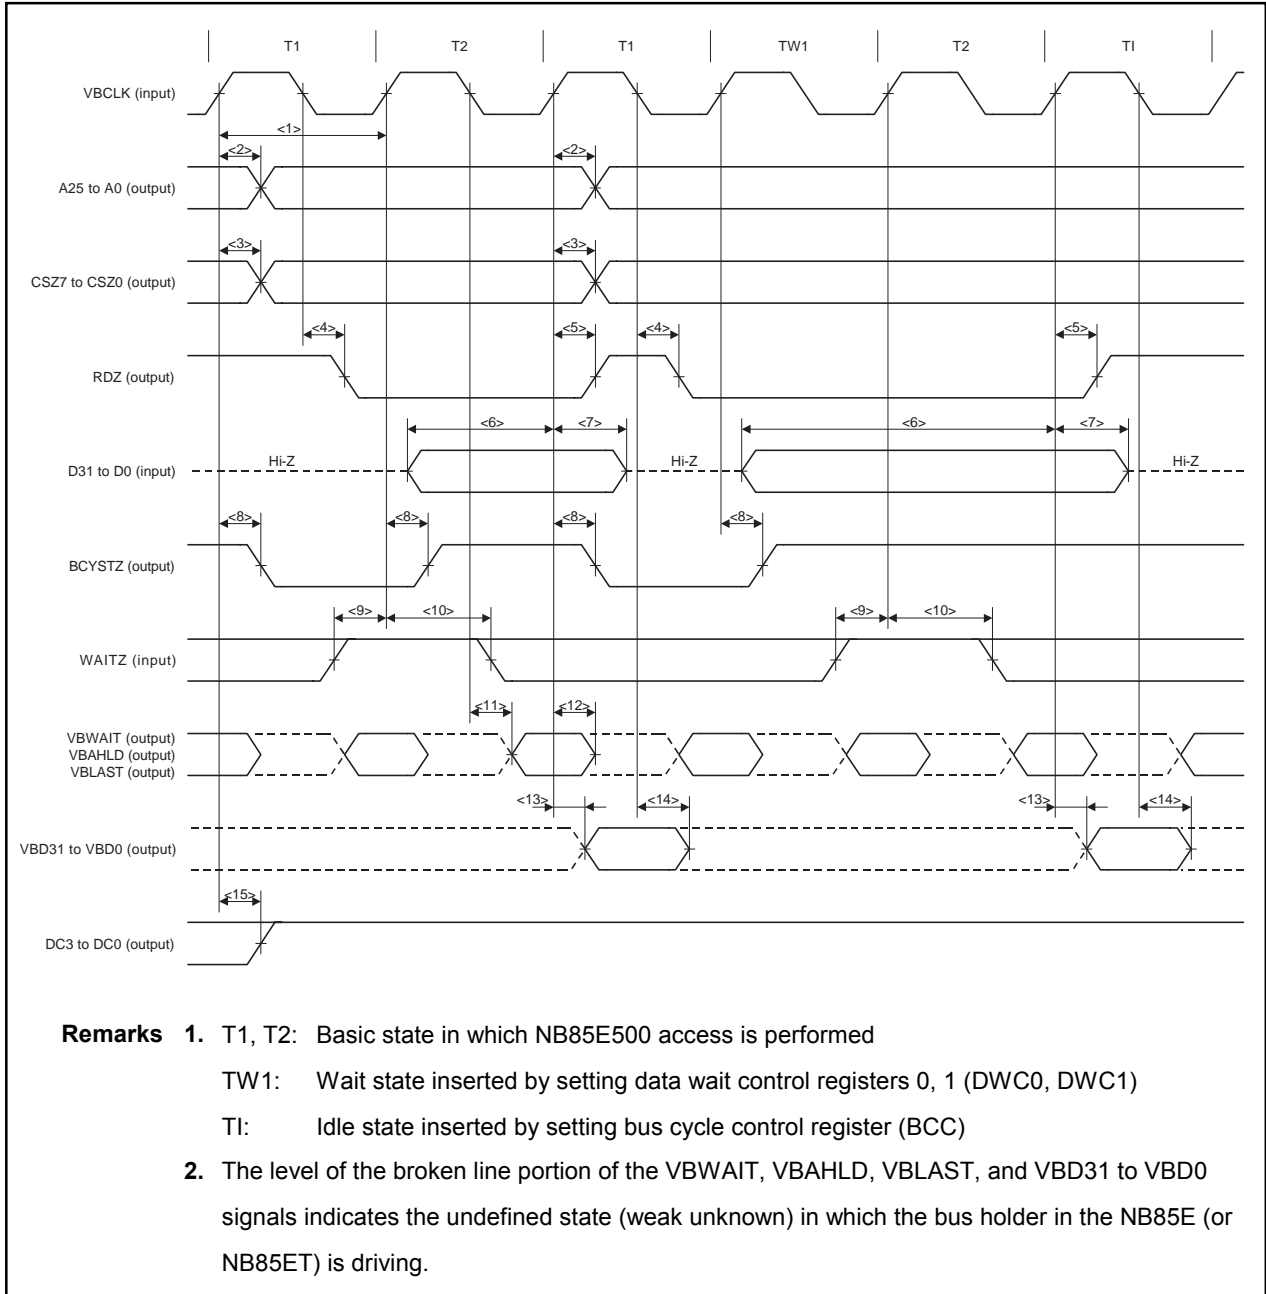 T1 T2 T1 TW1 T2 TI
VBCLK (input)
<1>
<2> <2>
A25 to A0 (output)
<3> <3>
CSZ7 to CSZ0 (output)
<4> <5> <4> <5>
RDZ (output)
<6> <7> <6> <7>
D31 to D0 (input) Hi-Z Hi-Z Hi-Z
<8> <8> <8> <8>
BCYSTZ (output)
<9> <10> <9> <10>
WAITZ (input)
<11> <12>
VBWAIT (output)
VBAHLD (output)
VBLAST (output)
<13> <14> <13> <14>
VBD31 to VBD0 (output)
<15>
DC3 to DC0 (output)
Remarks 1. T1, T2: Basic state in which NB85E500 access is performed
TW1: Wait state inserted by setting data wait control registers 0, 1 (DWC0, DWC1)
TI: Idle state inserted by setting bus cycle control register (BCC)
2. The level of the broken line portion of the VBWAIT, VBAHLD, VBLAST, and VBD31 to VBD0
signals indicates the undefined state (weak unknown) in which the bus holder in the NB85E (or
NB85ET) is driving.